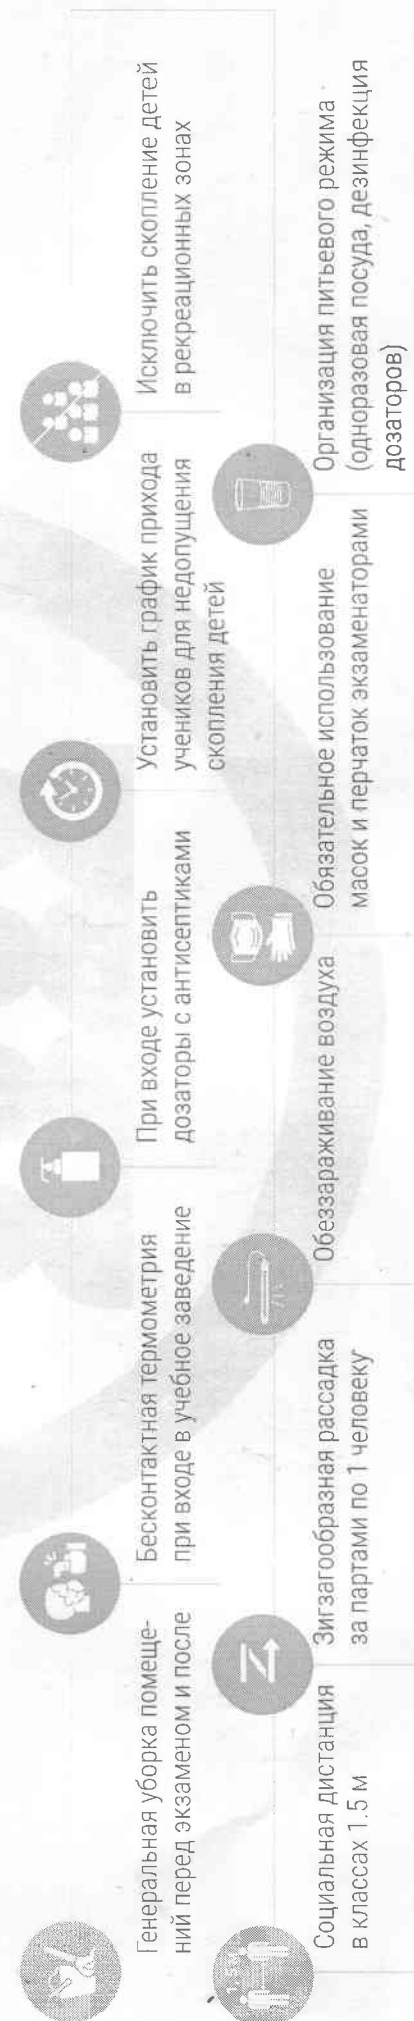 Генеральная уборка помеще-
ний перед экзаменом и после
Бесконтактная термометрия
при входе в учебное заведение
При входе установить
дозаторы с антисептиками
Установить график прихода
учеников для недопущения
скопления детей
Исключить скопление детей
в рекреационных зонах
Социальная дистанция
в классах 1.5 м
Зигзагообразная рассадка
за партами по 1 человеку
Обеззараживание воздуха
Обязательное использование
масок и перчаток экзаменаторами
Организация питьевого режима
(одноразовая посуда, дезинфекция
дозаторов)